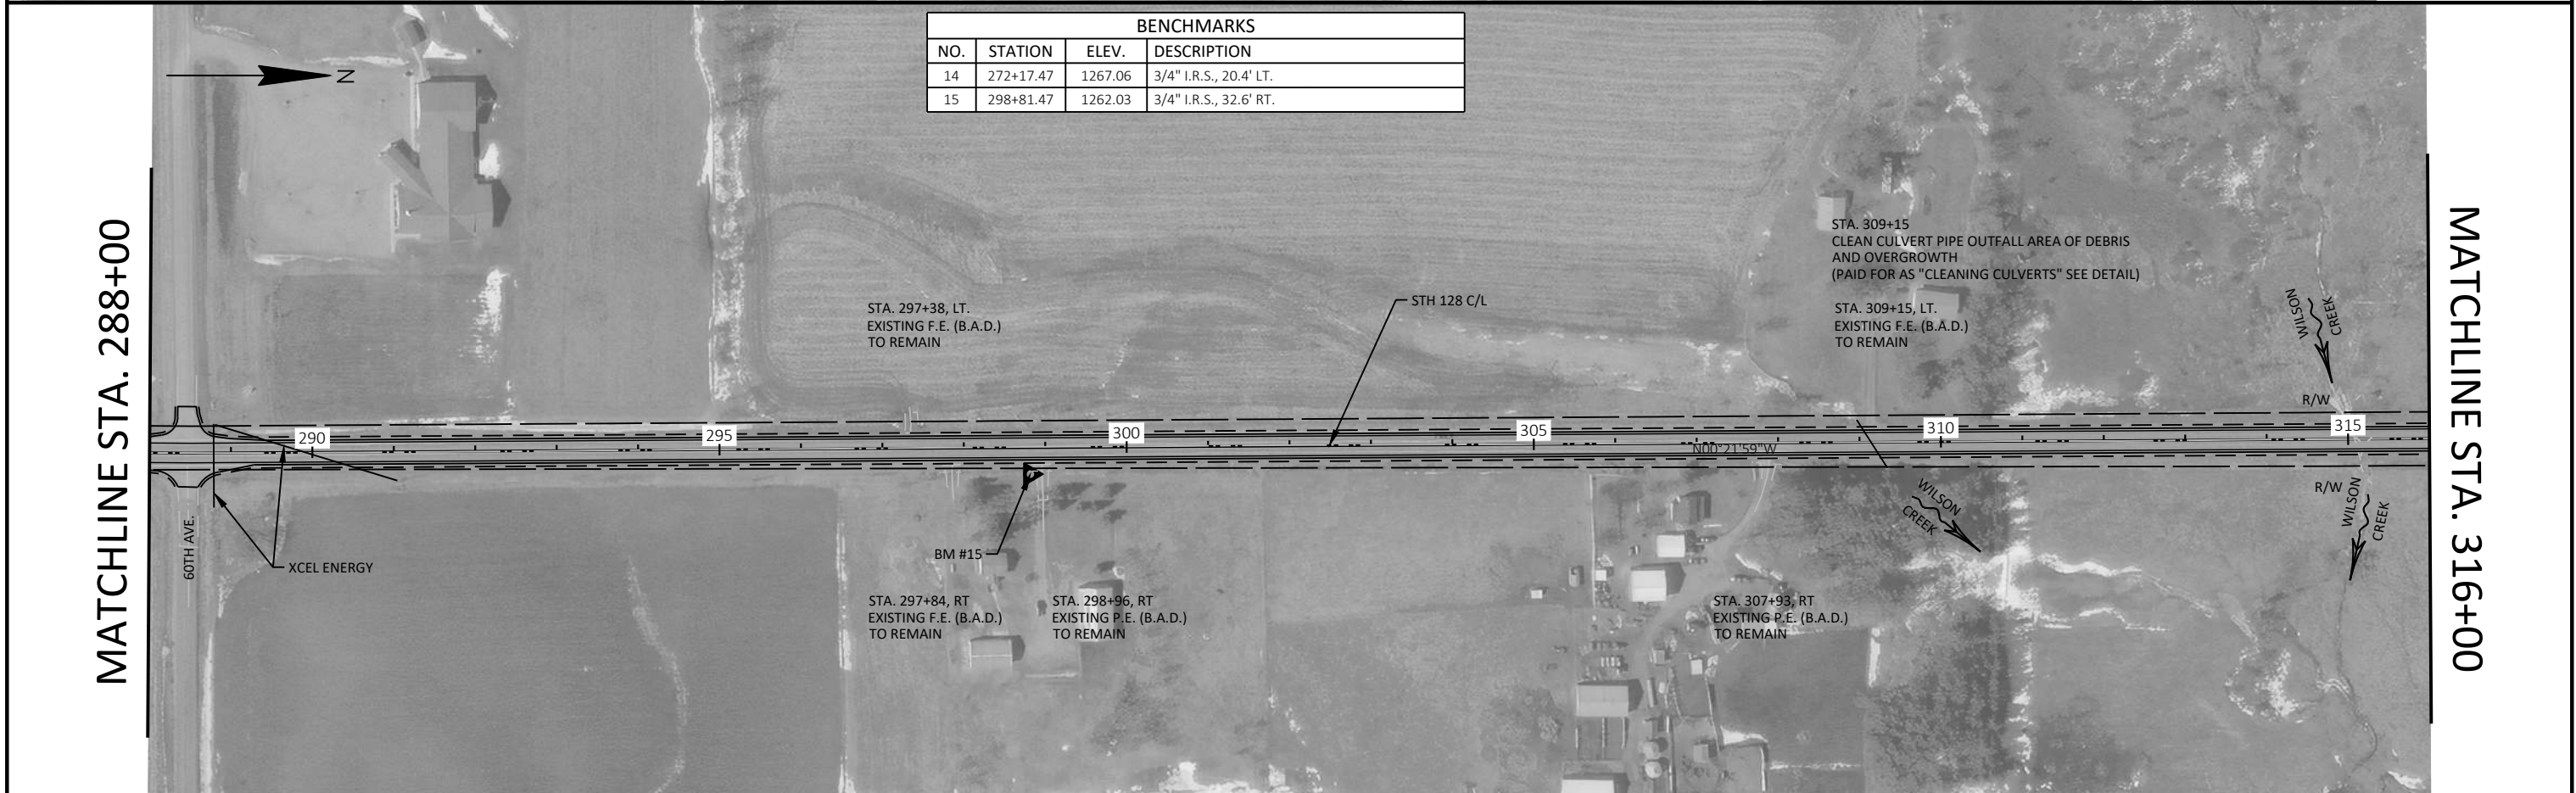 BENCHMARKS
NO. STATION ELEV. DESCRIPTION
14 272+17.47 1267.06 3/4" I.R.S., 20.4' LT.
15 298+81.47 1262.03 3/4" I.R.S., 32.6' RT.
N
MATCHLINE STA. 288+00
STA. 297+38, LT.
EXISTING F.E. (B.A.D.)
TO REMAIN
STH 128 C/L
STA. 309+15
CLEAN CULVERT PIPE OUTFALL AREA OF DEBRIS
AND OVERGROWTH
(PAID FOR AS "CLEANING CULVERTS" SEE DETAIL)
STA. 309+15, LT.
EXISTING F.E. (B.A.D.)
TO REMAIN
WILSON
CREEK
R/W
290
295
300
305
310
315
N00°21'59"W
60TH AVE.
XCEL ENERGY
BM #15
STA. 297+84, RT
EXISTING F.E. (B.A.D.)
TO REMAIN
STA. 298+96, RT
EXISTING P.E. (B.A.D.)
TO REMAIN
STA. 307+93, RT
EXISTING P.E. (B.A.D.)
TO REMAIN
WILSON
CREEK
R/W
WILSON
CREEK
MATCHLINE STA. 316+00